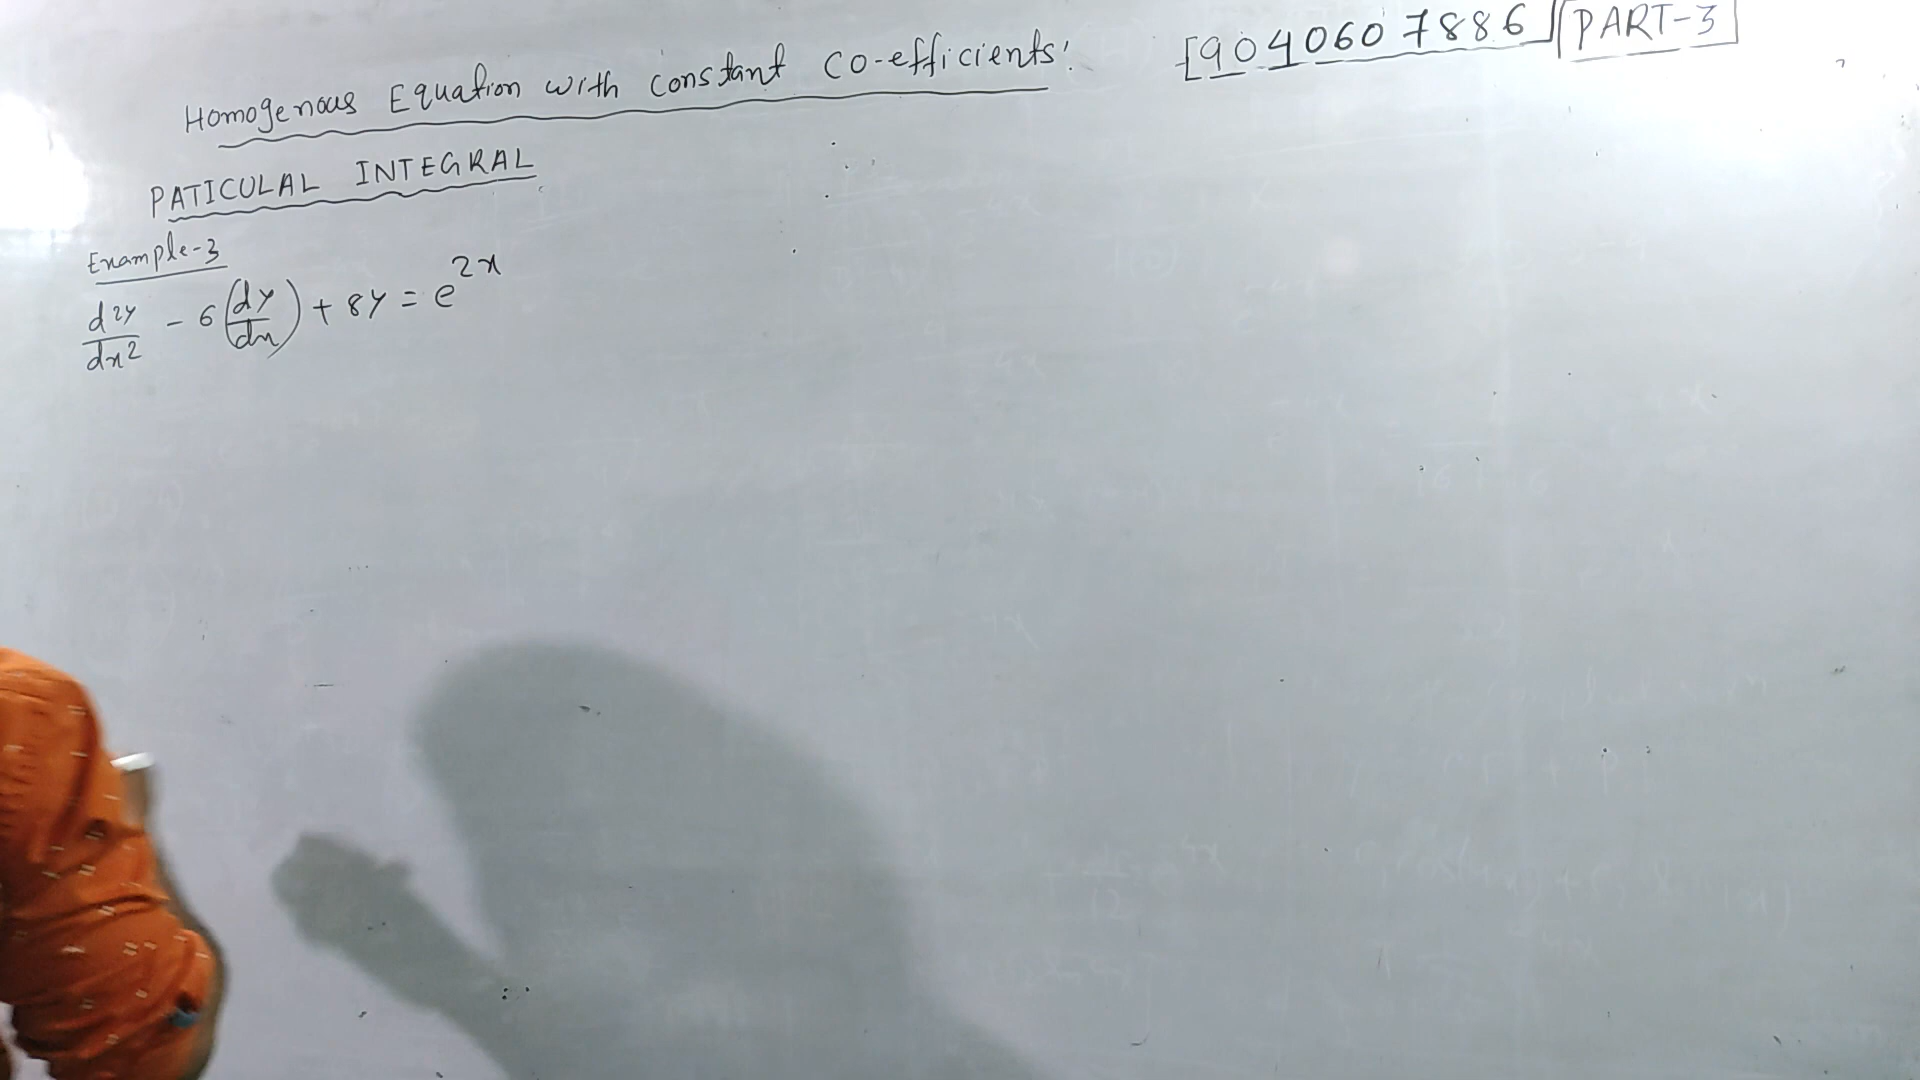 Homogenous Equation with constant co-efficients! [9040607886] [PART-3]
PATICULAL INTEGRAL
Example-3
d2y/dx2 - 6(dy/dx) + 8y = e^2x